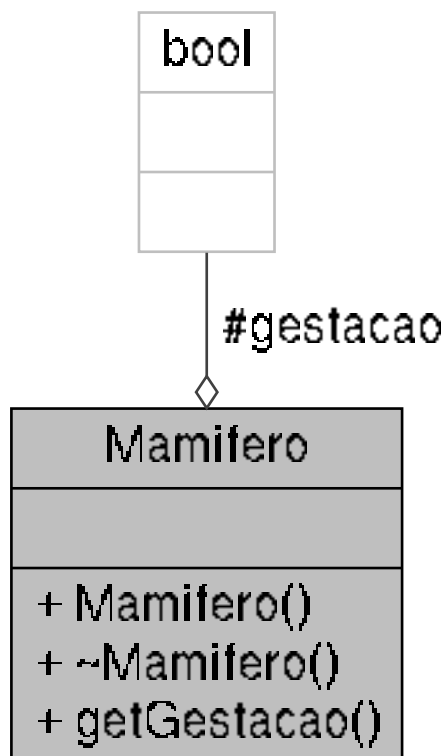 bool
#gestacao
Mamifero
+ Mamifero()
+ ~Mamifero()
+ getGestacao()